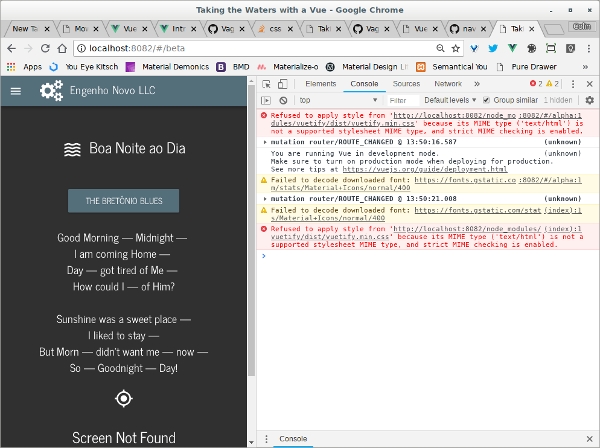 Taking the Waters with a Vue - Google Chrome
New Ta
Mov
Vue
Intr
Vag
css
Taki
Vag
Vue
nav
Taki
Colin
localhost:8082/#/beta
Apps
You Eye Kitsch
Material Demonics
BMD
Materialize-o
Material Design Li
Semantical You
Pure Drawer
»
Engenho Novo LLC
Boa Noite ao Dia
THE BRETÔNIO BLUES
Good Morning — Midnight —
I am coming Home —
Day — got tired of Me —
How could I — of Him?
Sunshine was a sweet place —
I liked to stay —
But Morn — didn't want me — now —
So — Goodnight — Day!
Screen Not Found
Elements Console Sources Network » 2 2
top Filter Default levels Group similar 1 hidden
Refused to apply style from 'http://localhost:8082/node_mo :8082/#/alpha:1
dules/vuetify/dist/vuetify.min.css' because its MIME type ('text/html') is
not a supported stylesheet MIME type, and strict MIME checking is enabled.
mutation router/ROUTE_CHANGED @ 13:50:16.587 (unknown)
You are running Vue in development mode. (unknown)
Make sure to turn on production mode when deploying for production.
See more tips at https://vuejs.org/guide/deployment.html
Failed to decode downloaded font: https://fonts.gstatic.co :8082/#/alpha:1
m/stats/Material+Icons/normal/400
mutation router/ROUTE_CHANGED @ 13:50:21.008 (unknown)
Failed to decode downloaded font: https://fonts.gstatic.com/stat (index):1
s/Material+Icons/normal/400
Refused to apply style from 'http://localhost:8082/node_modules/ (index):1
vuetify/dist/vuetify.min.css' because its MIME type ('text/html') is not a
supported stylesheet MIME type, and strict MIME checking is enabled.
Console